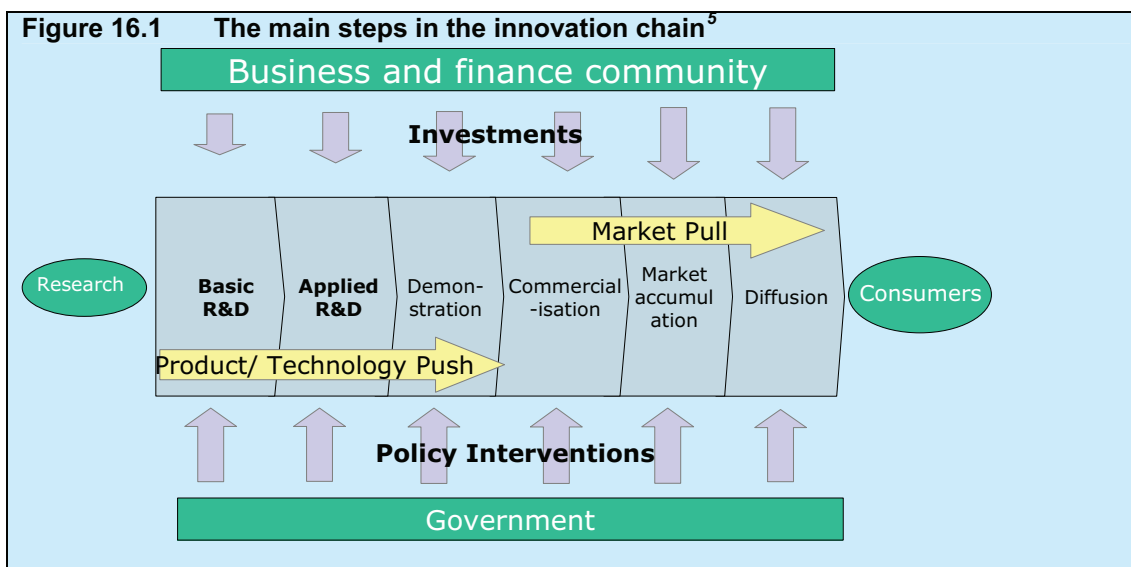 Figure 16.1 The main steps in the innovation chain5
Business and finance community
Investments
Market Pull
Research
Basic
R&D
Applied
R&D
Demon-
stration
Commercial
-isation
Market
accumul
ation
Diffusion
Consumers
Product/ Technology Push
Policy Interventions
Government